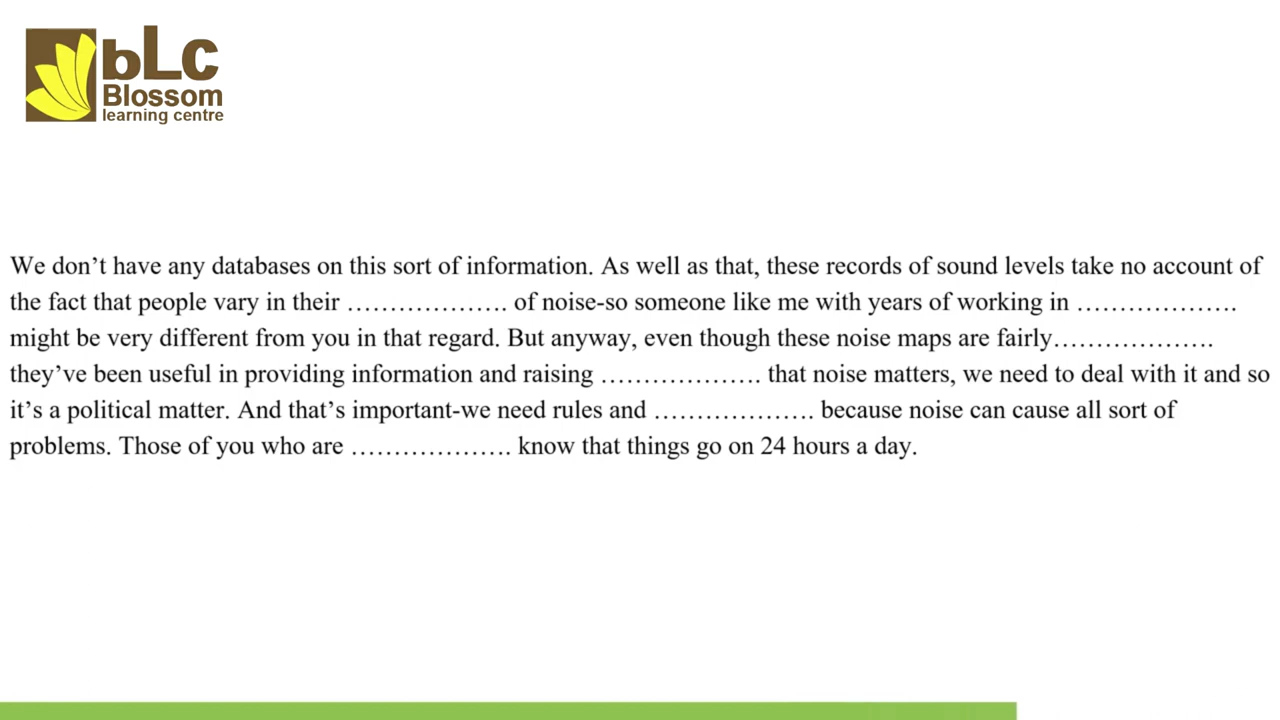 bLc
Blossom
learning centre
We don’t have any databases on this sort of information. As well as that, these records of sound levels take no account of
the fact that people vary in their ………………. of noise-so someone like me with years of working in ……………….
might be very different from you in that regard. But anyway, even though these noise maps are fairly……………….
they’ve been useful in providing information and raising ………………. that noise matters, we need to deal with it and so
it’s a political matter. And that’s important-we need rules and ………………. because noise can cause all sort of
problems. Those of you who are ………………. know that things go on 24 hours a day.